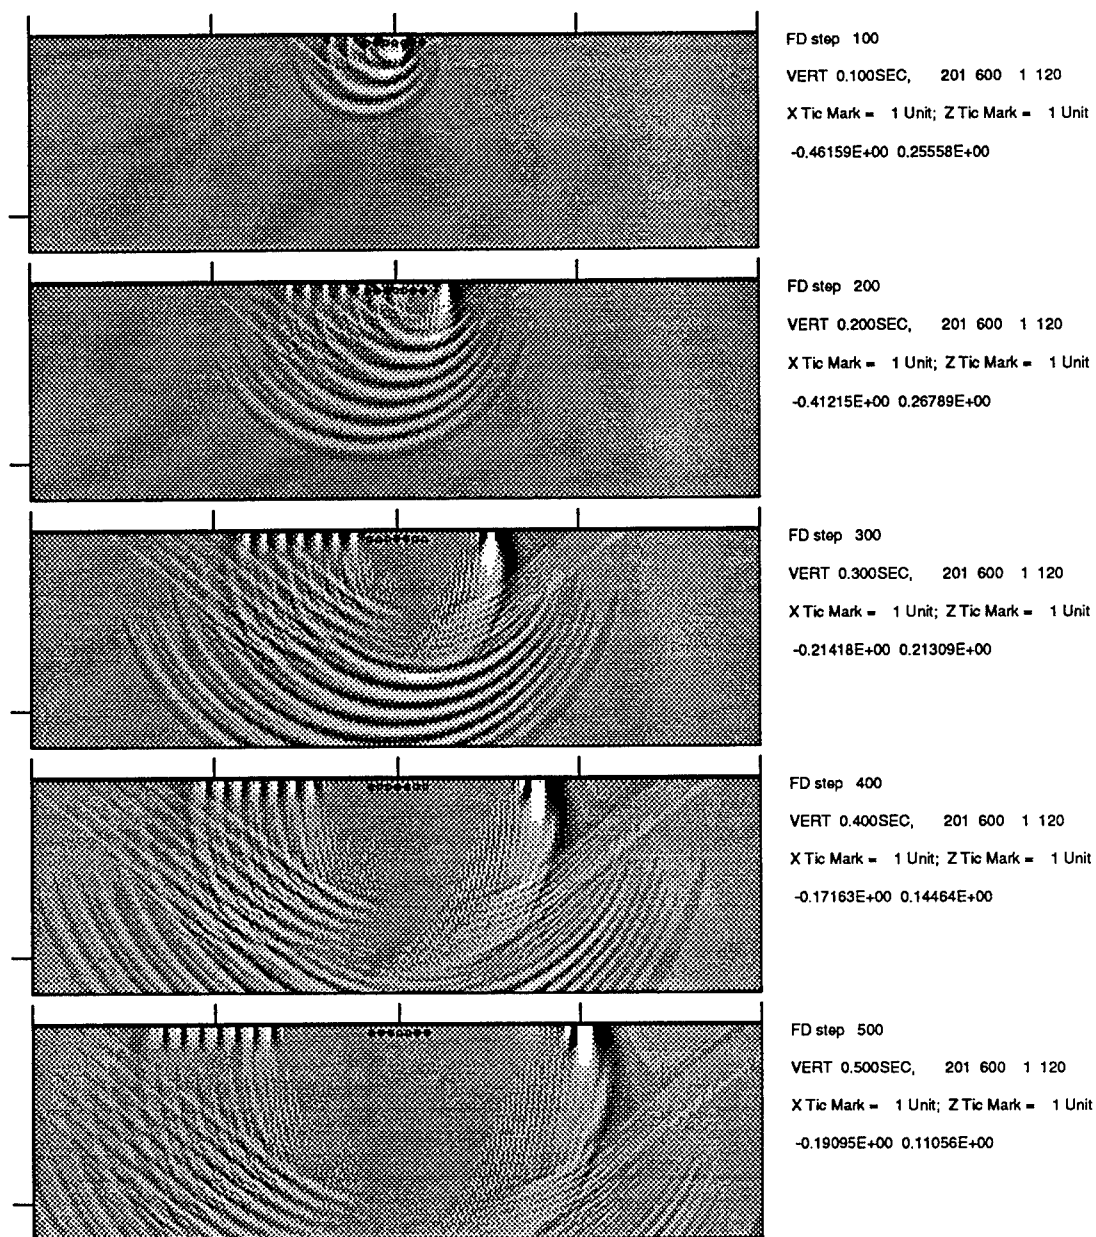 FD step 100
VERT 0.100SEC, 201 600 1 120
X Tic Mark = 1 Unit; Z Tic Mark = 1 Unit
-0.46159E+00 0.25558E+00
FD step 200
VERT 0.200SEC, 201 600 1 120
X Tic Mark = 1 Unit; Z Tic Mark = 1 Unit
-0.41215E+00 0.26789E+00
FD step 300
VERT 0.300SEC, 201 600 1 120
X Tic Mark = 1 Unit; Z Tic Mark = 1 Unit
-0.21418E+00 0.21309E+00
FD step 400
VERT 0.400SEC, 201 600 1 120
X Tic Mark = 1 Unit; Z Tic Mark = 1 Unit
-0.17163E+00 0.14464E+00
FD step 500
VERT 0.500SEC, 201 600 1 120
X Tic Mark = 1 Unit; Z Tic Mark = 1 Unit
-0.19095E+00 0.11056E+00